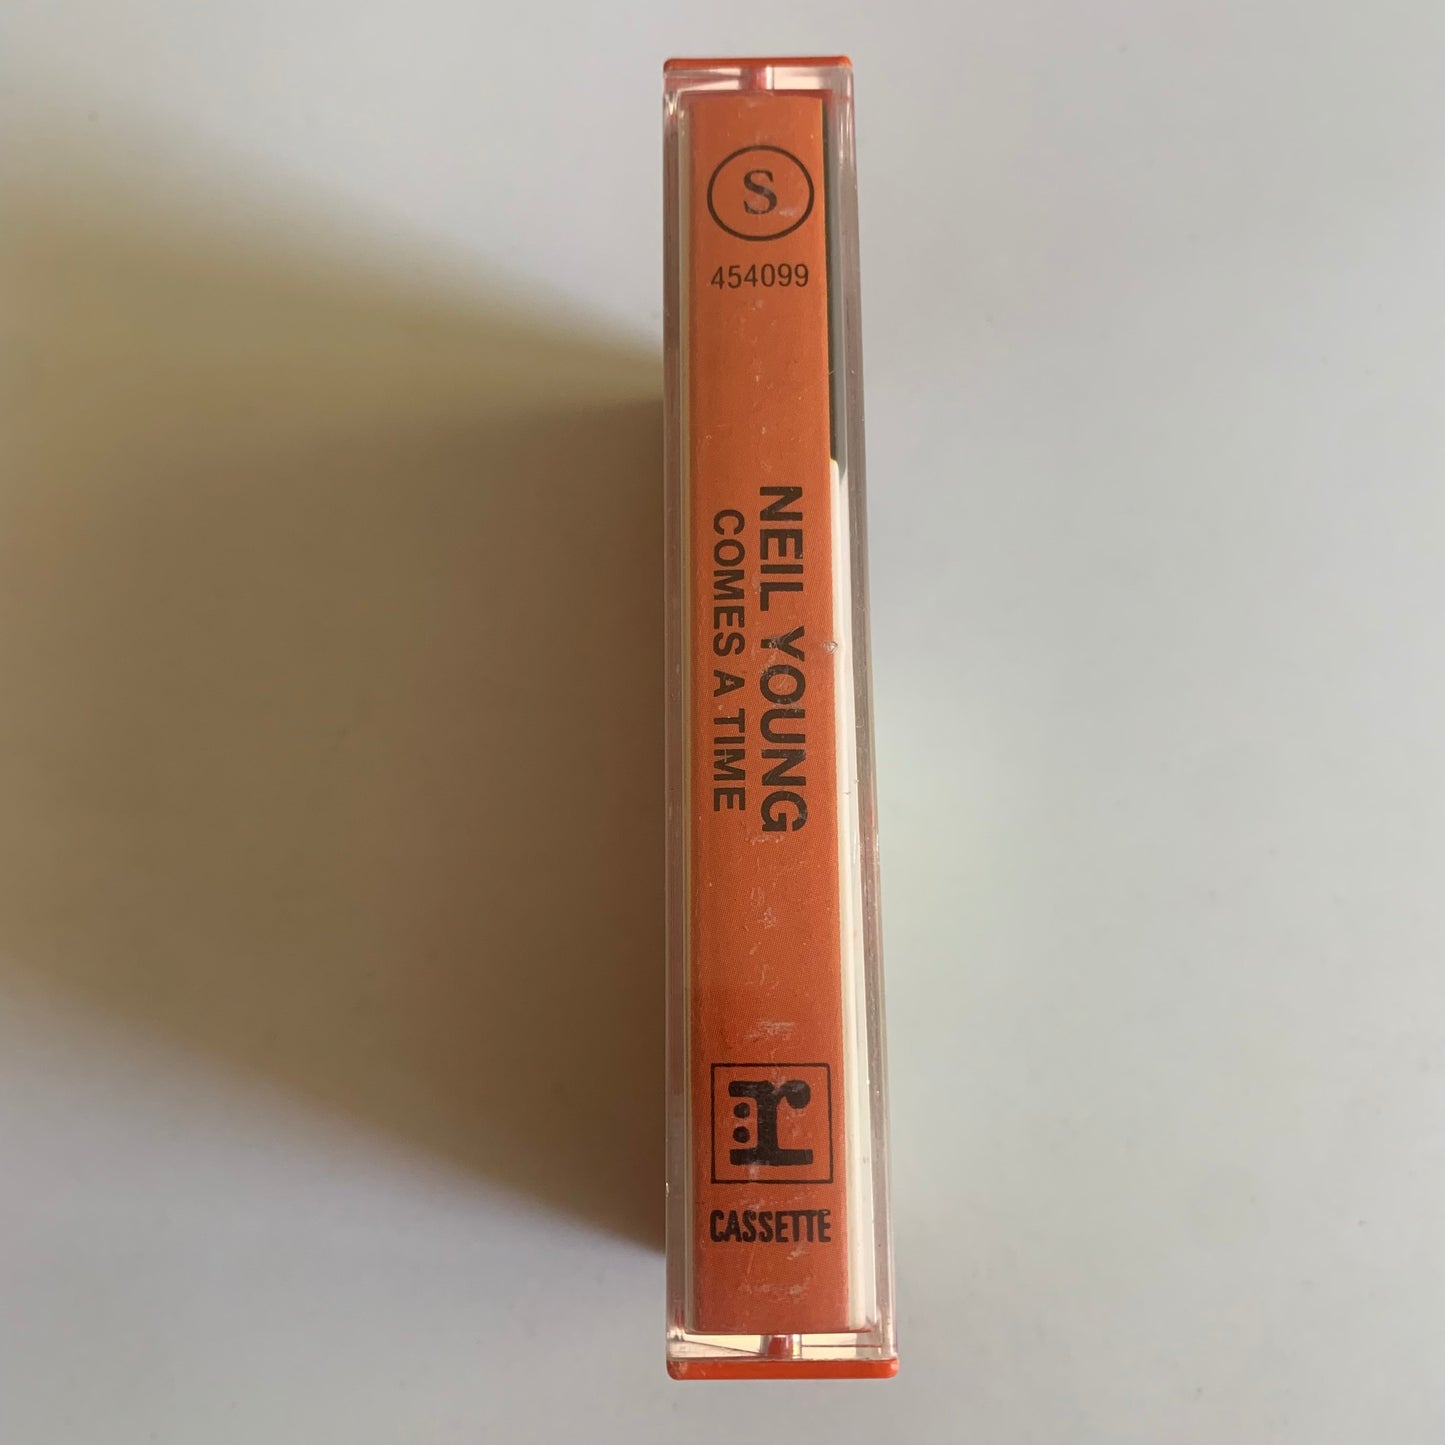 S
454099
NEIL YOUNG
COMES A TIME
r:
CASSETTE